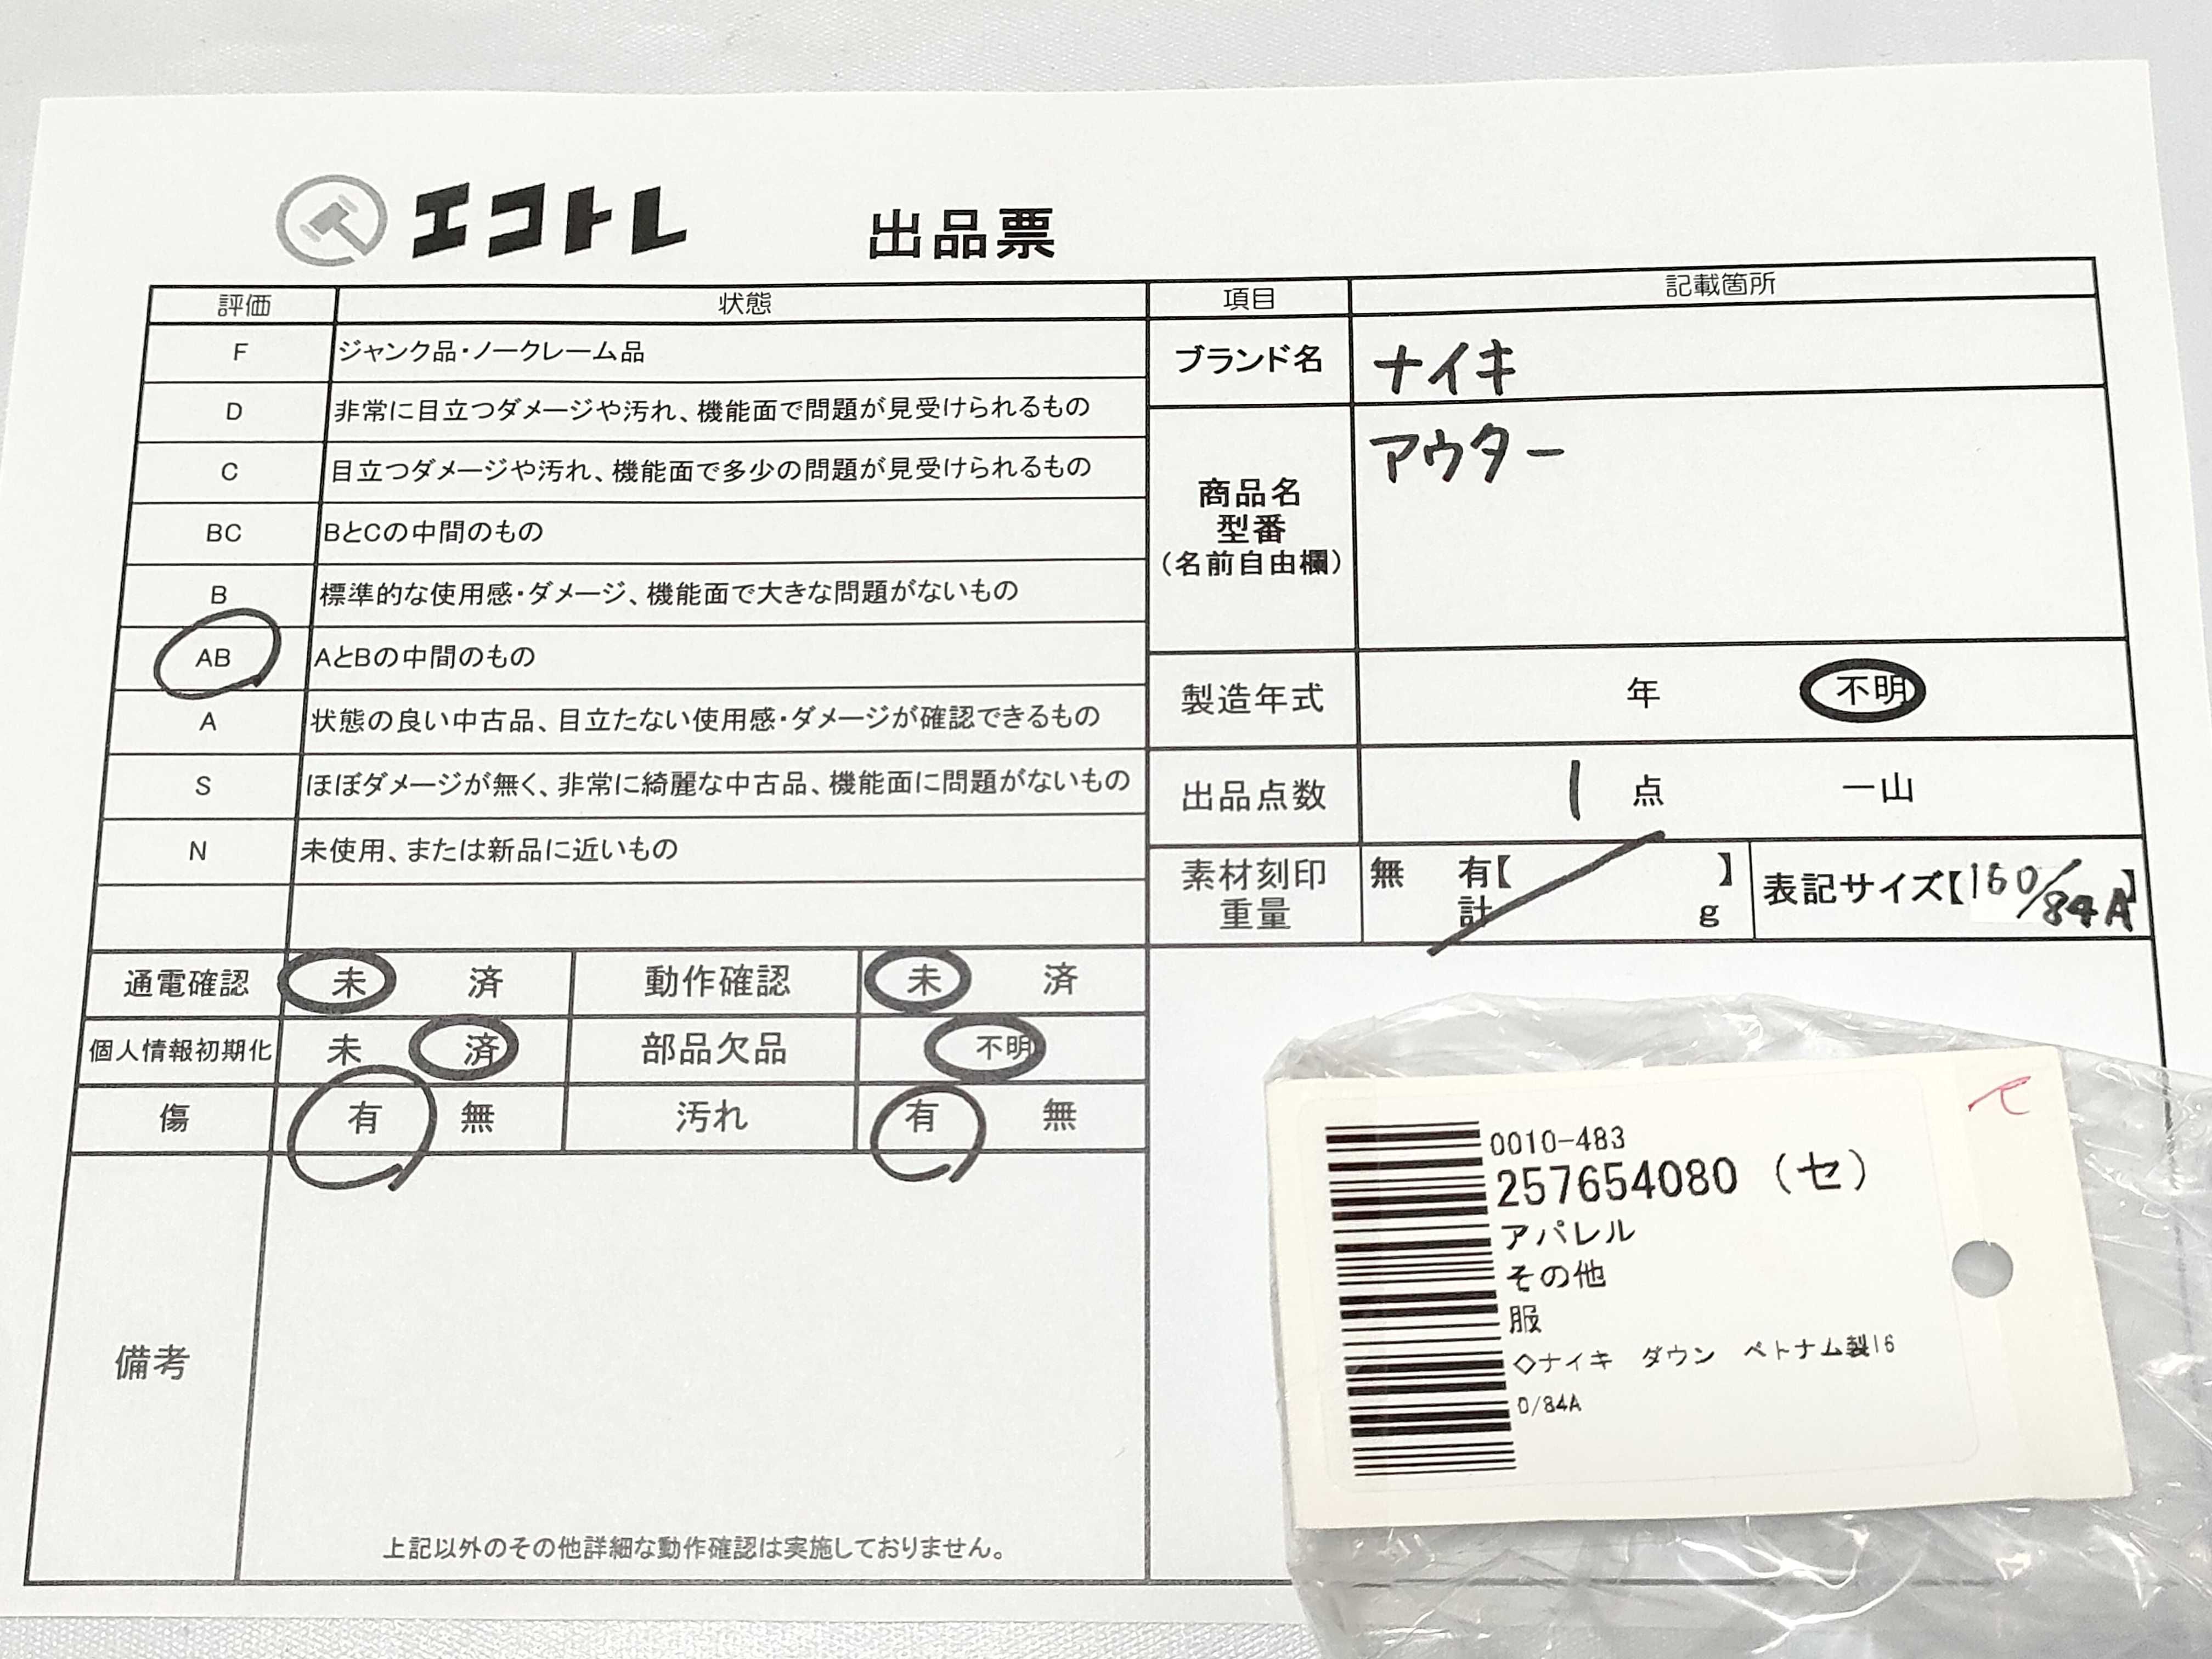 エコトレ 出品票
評価 状態
F ジャンク品・ノークレーム品
D 非常に目立つダメージや汚れ、機能面で問題が見受けられるもの
C 目立つダメージや汚れ、機能面で多少の問題が見受けられるもの
BC BとCの中間のもの
B 標準的な使用感・ダメージ、機能面で大きな問題がないもの
AB AとBの中間のもの
A 状態の良い中古品、目立たない使用感・ダメージが確認できるもの
S ほぼダメージが無く、非常に綺麗な中古品、機能面に問題がないもの
N 未使用、または新品に近いもの
通電確認 未 済 動作確認 未 済
個人情報初期化 未 済 部品欠品 不明
傷 有 無 汚れ 有 無
備考
上記以外のその他詳細な動作確認は実施しておりません。
項目 記載箇所
ブランド名 ナイキ
商品名
型番
(名前自由欄)
アウター
製造年式 年 不明
出品点数 1 点 一山
素材刻印 無 有【 】
重量 計 g
表記サイズ【160/84A】
0010-483
257654080 (セ)
アパレル
その他
服
◇ナイキ ダウン ベトナム製16
0/84A